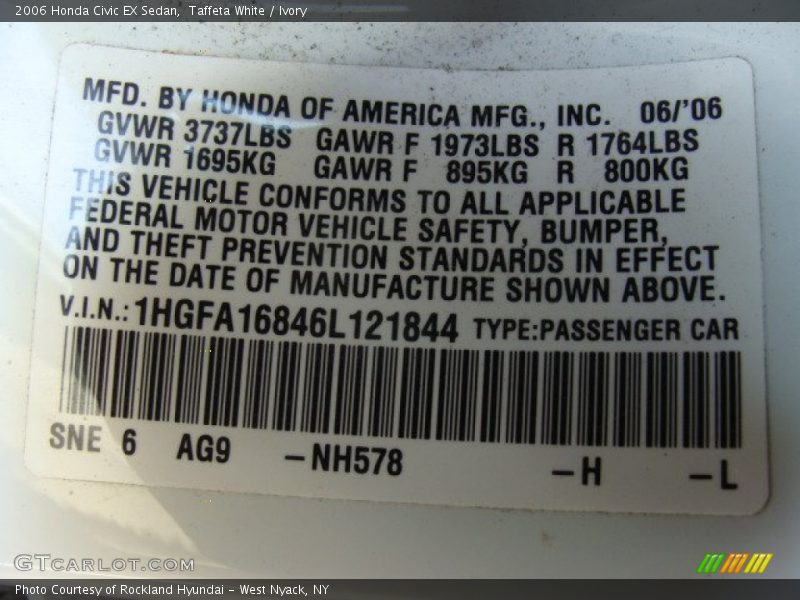 2006 Honda Civic EX Sedan,  Taffeta White / Ivory
MFD. BY HONDA OF AMERICA MFG., INC. 06/'06
GVWR 3737LBS GAWR F 1973LBS R 1764LBS
GVWR 1695KG GAWR F 895KG R 800KG
THIS VEHICLE CONFORMS TO ALL APPLICABLE
FEDERAL MOTOR VEHICLE SAFETY, BUMPER,
AND THEFT PREVENTION STANDARDS IN EFFECT
ON THE DATE OF MANUFACTURE SHOWN ABOVE.
V.I.N.: 1HGFA16846L121844 TYPE:PASSENGER CAR
SNE 6 AG9 –NH578 –H –L
GTCARLOT.COM
Photo Courtesy of Rockland Hyundai - West Nyack, NY